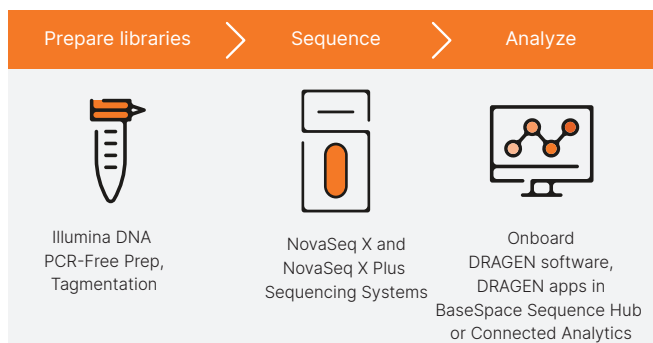 Prepare libraries
Sequence
Analyze
Illumina DNA
PCR-Free Prep,
Tagmentation
NovaSeq X and
NovaSeq X Plus
Sequencing Systems
Onboard
DRAGEN software,
DRAGEN apps in
BaseSpace Sequence Hub
or Connected Analytics